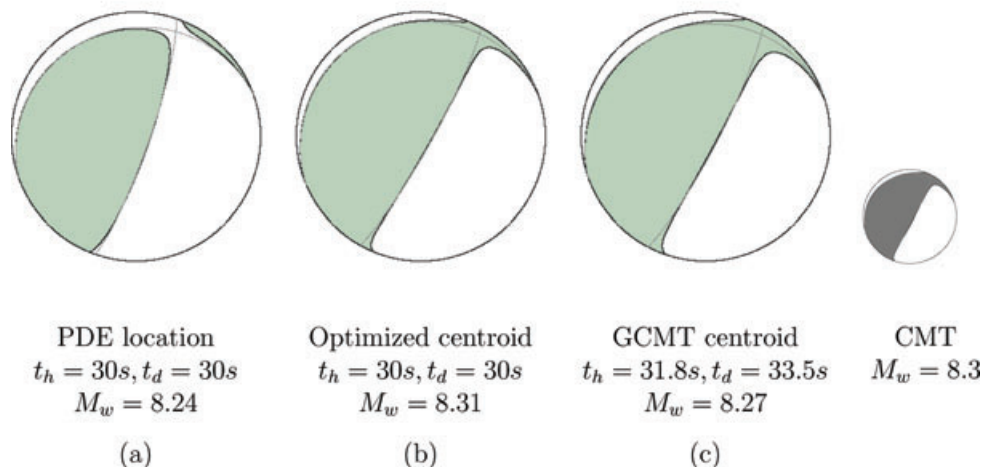 PDE location
t_h = 30s, t_d = 30s
M_w = 8.24
(a)
Optimized centroid
t_h = 30s, t_d = 30s
M_w = 8.31
(b)
GCMT centroid
t_h = 31.8s, t_d = 33.5s
M_w = 8.27
(c)
CMT
M_w = 8.3